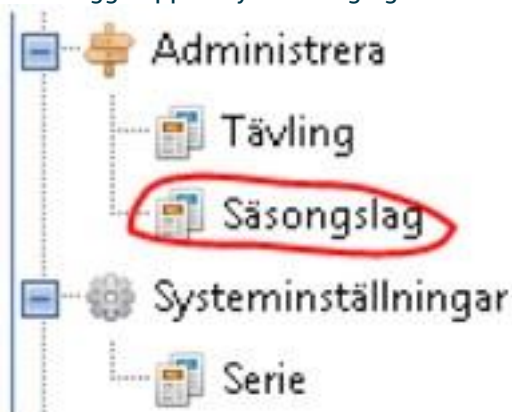 Administrera
Tävling
Säsongslag
Systeminställningar
Serie